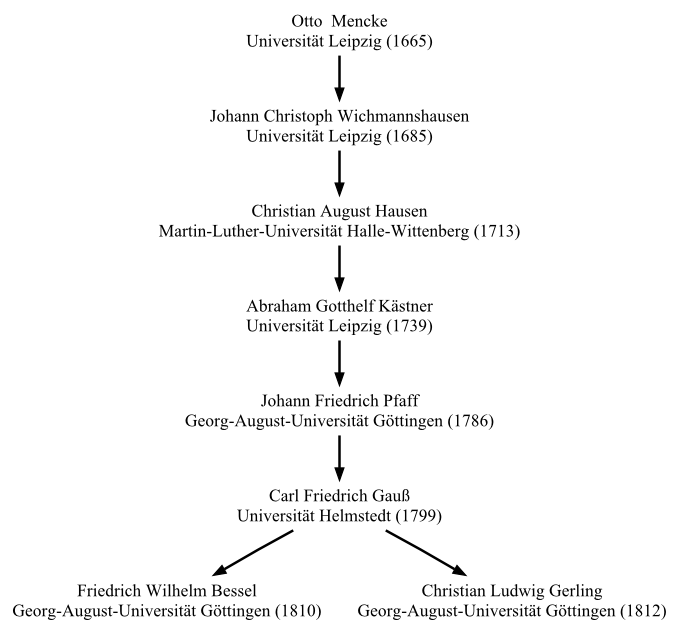 Otto Mencke
Universität Leipzig (1665)
Johann Christoph Wichmannshausen
Universität Leipzig (1685)
Christian August Hausen
Martin-Luther-Universität Halle-Wittenberg (1713)
Abraham Gotthelf Kästner
Universität Leipzig (1739)
Johann Friedrich Pfaff
Georg-August-Universität Göttingen (1786)
Carl Friedrich Gauß
Universität Helmstedt (1799)
Friedrich Wilhelm Bessel
Georg-August-Universität Göttingen (1810)
Christian Ludwig Gerling
Georg-August-Universität Göttingen (1812)